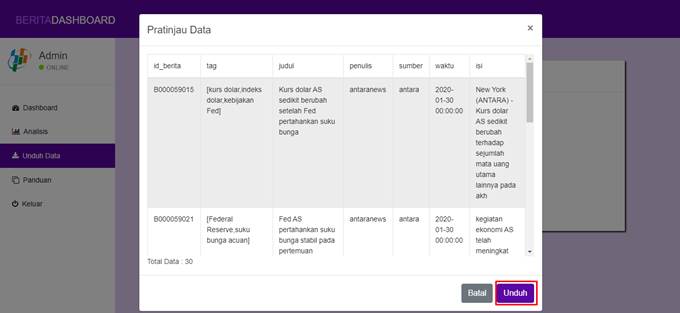 BERITADASHBOARD
Admin
ONLINE
Dashboard
Analisis
Unduh Data
Panduan
Keluar
Pratinjau Data
×
id_berita tag judul penulis sumber waktu isi
B000059015 [kurs dolar,indeks Kurs dolar AS antaranews antara 2020- New York
dolar,kebijakan sedikit berubah 01-30 (ANTARA) -
Fed] setelah Fed 00:00:00 Kurs dolar
pertahankan suku AS sedikit
bunga berubah
terhadap
sejumlah
mata uang
utama
lainnya pada
akh
B000059021 [Federal Fed AS antaranews antara 2020- kegiatan
Reserve,suku pertahankan suku 01-30 ekonomi AS
bunga acuan] bunga stabil pada 00:00:00 telah
pertemuan meningkat
Total Data : 30
Batal Unduh